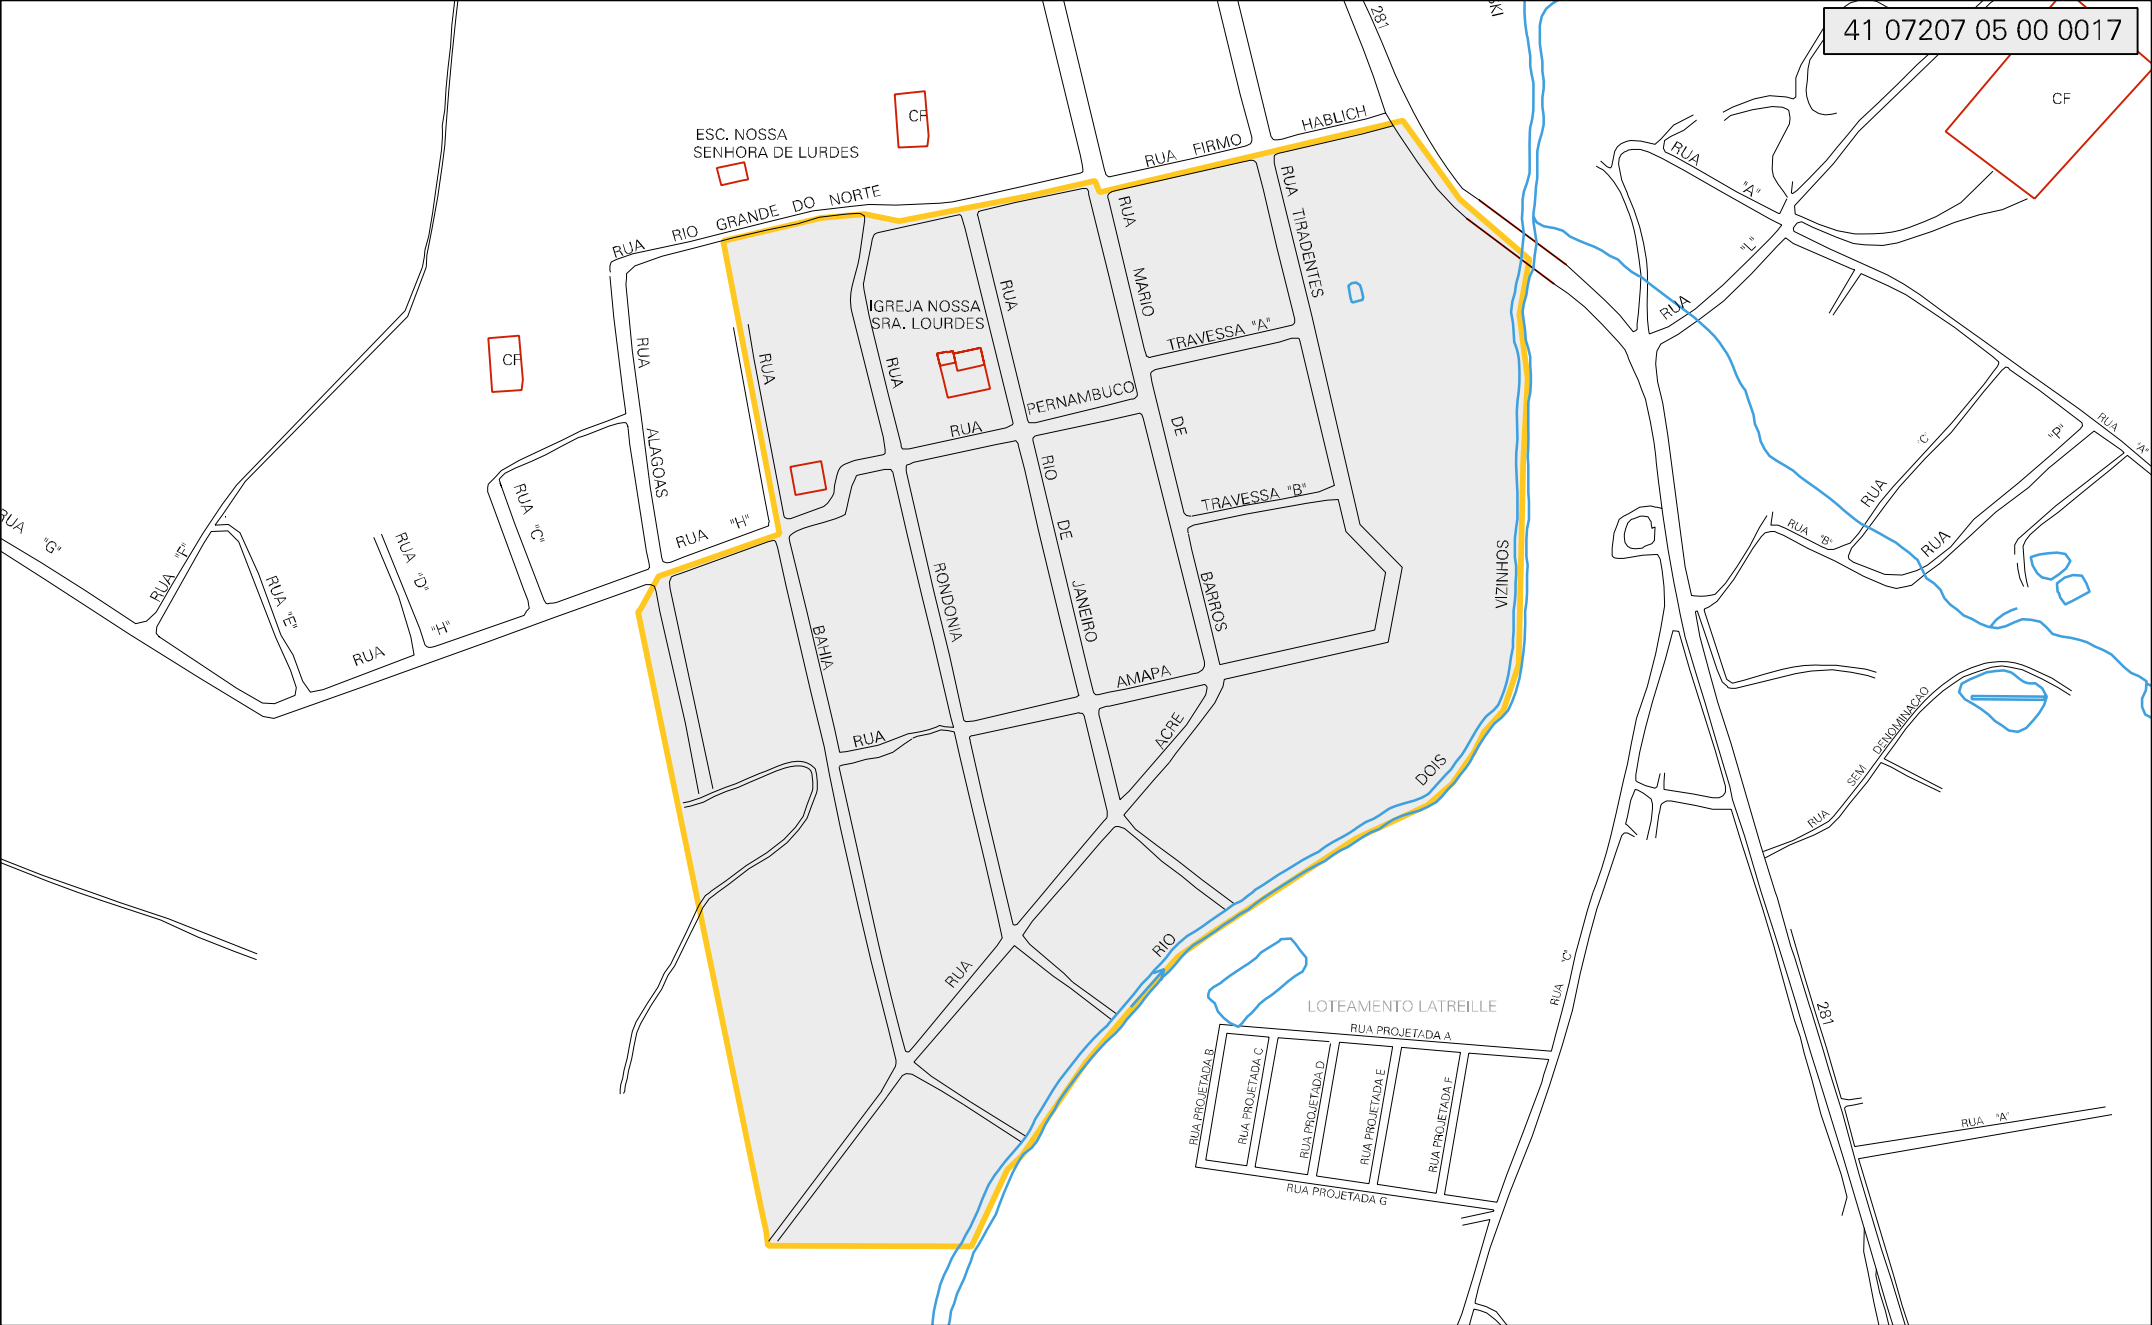 281
SKI
41 07207 05 00 0017
CF
CF
ESC. NOSSA
SENHORA DE LURDES
RUA FIRMO HABLICH
RUA "A"
RUA RIO GRANDE DO NORTE
RUA TIRADENTES
RUA MARIO DE BARROS
RUA "L"
IGREJA NOSSA
SRA. LOURDES
CF
RUA ALAGOAS
RUA BAHIA
RUA RONDONIA
RUA RIO DE JANEIRO
TRAVESSA "A"
RUA PERNAMBUCO
TRAVESSA "B"
RUA "A"
RUA "C"
RUA "P"
RUA "B"
RUA "G"
RUA "F"
RUA "E"
RUA "D"
RUA "C"
RUA "H"
RUA "H"
RUA AMAPA
RUA ACRE
RIO DOIS VIZINHOS
RUA SEM DENOMINACAO
RUA "C"
LOTEAMENTO LATREILLE
RUA PROJETADA A
RUA PROJETADA B
RUA PROJETADA C
RUA PROJETADA D
RUA PROJETADA E
RUA PROJETADA F
RUA PROJETADA G
281
RUA "A"